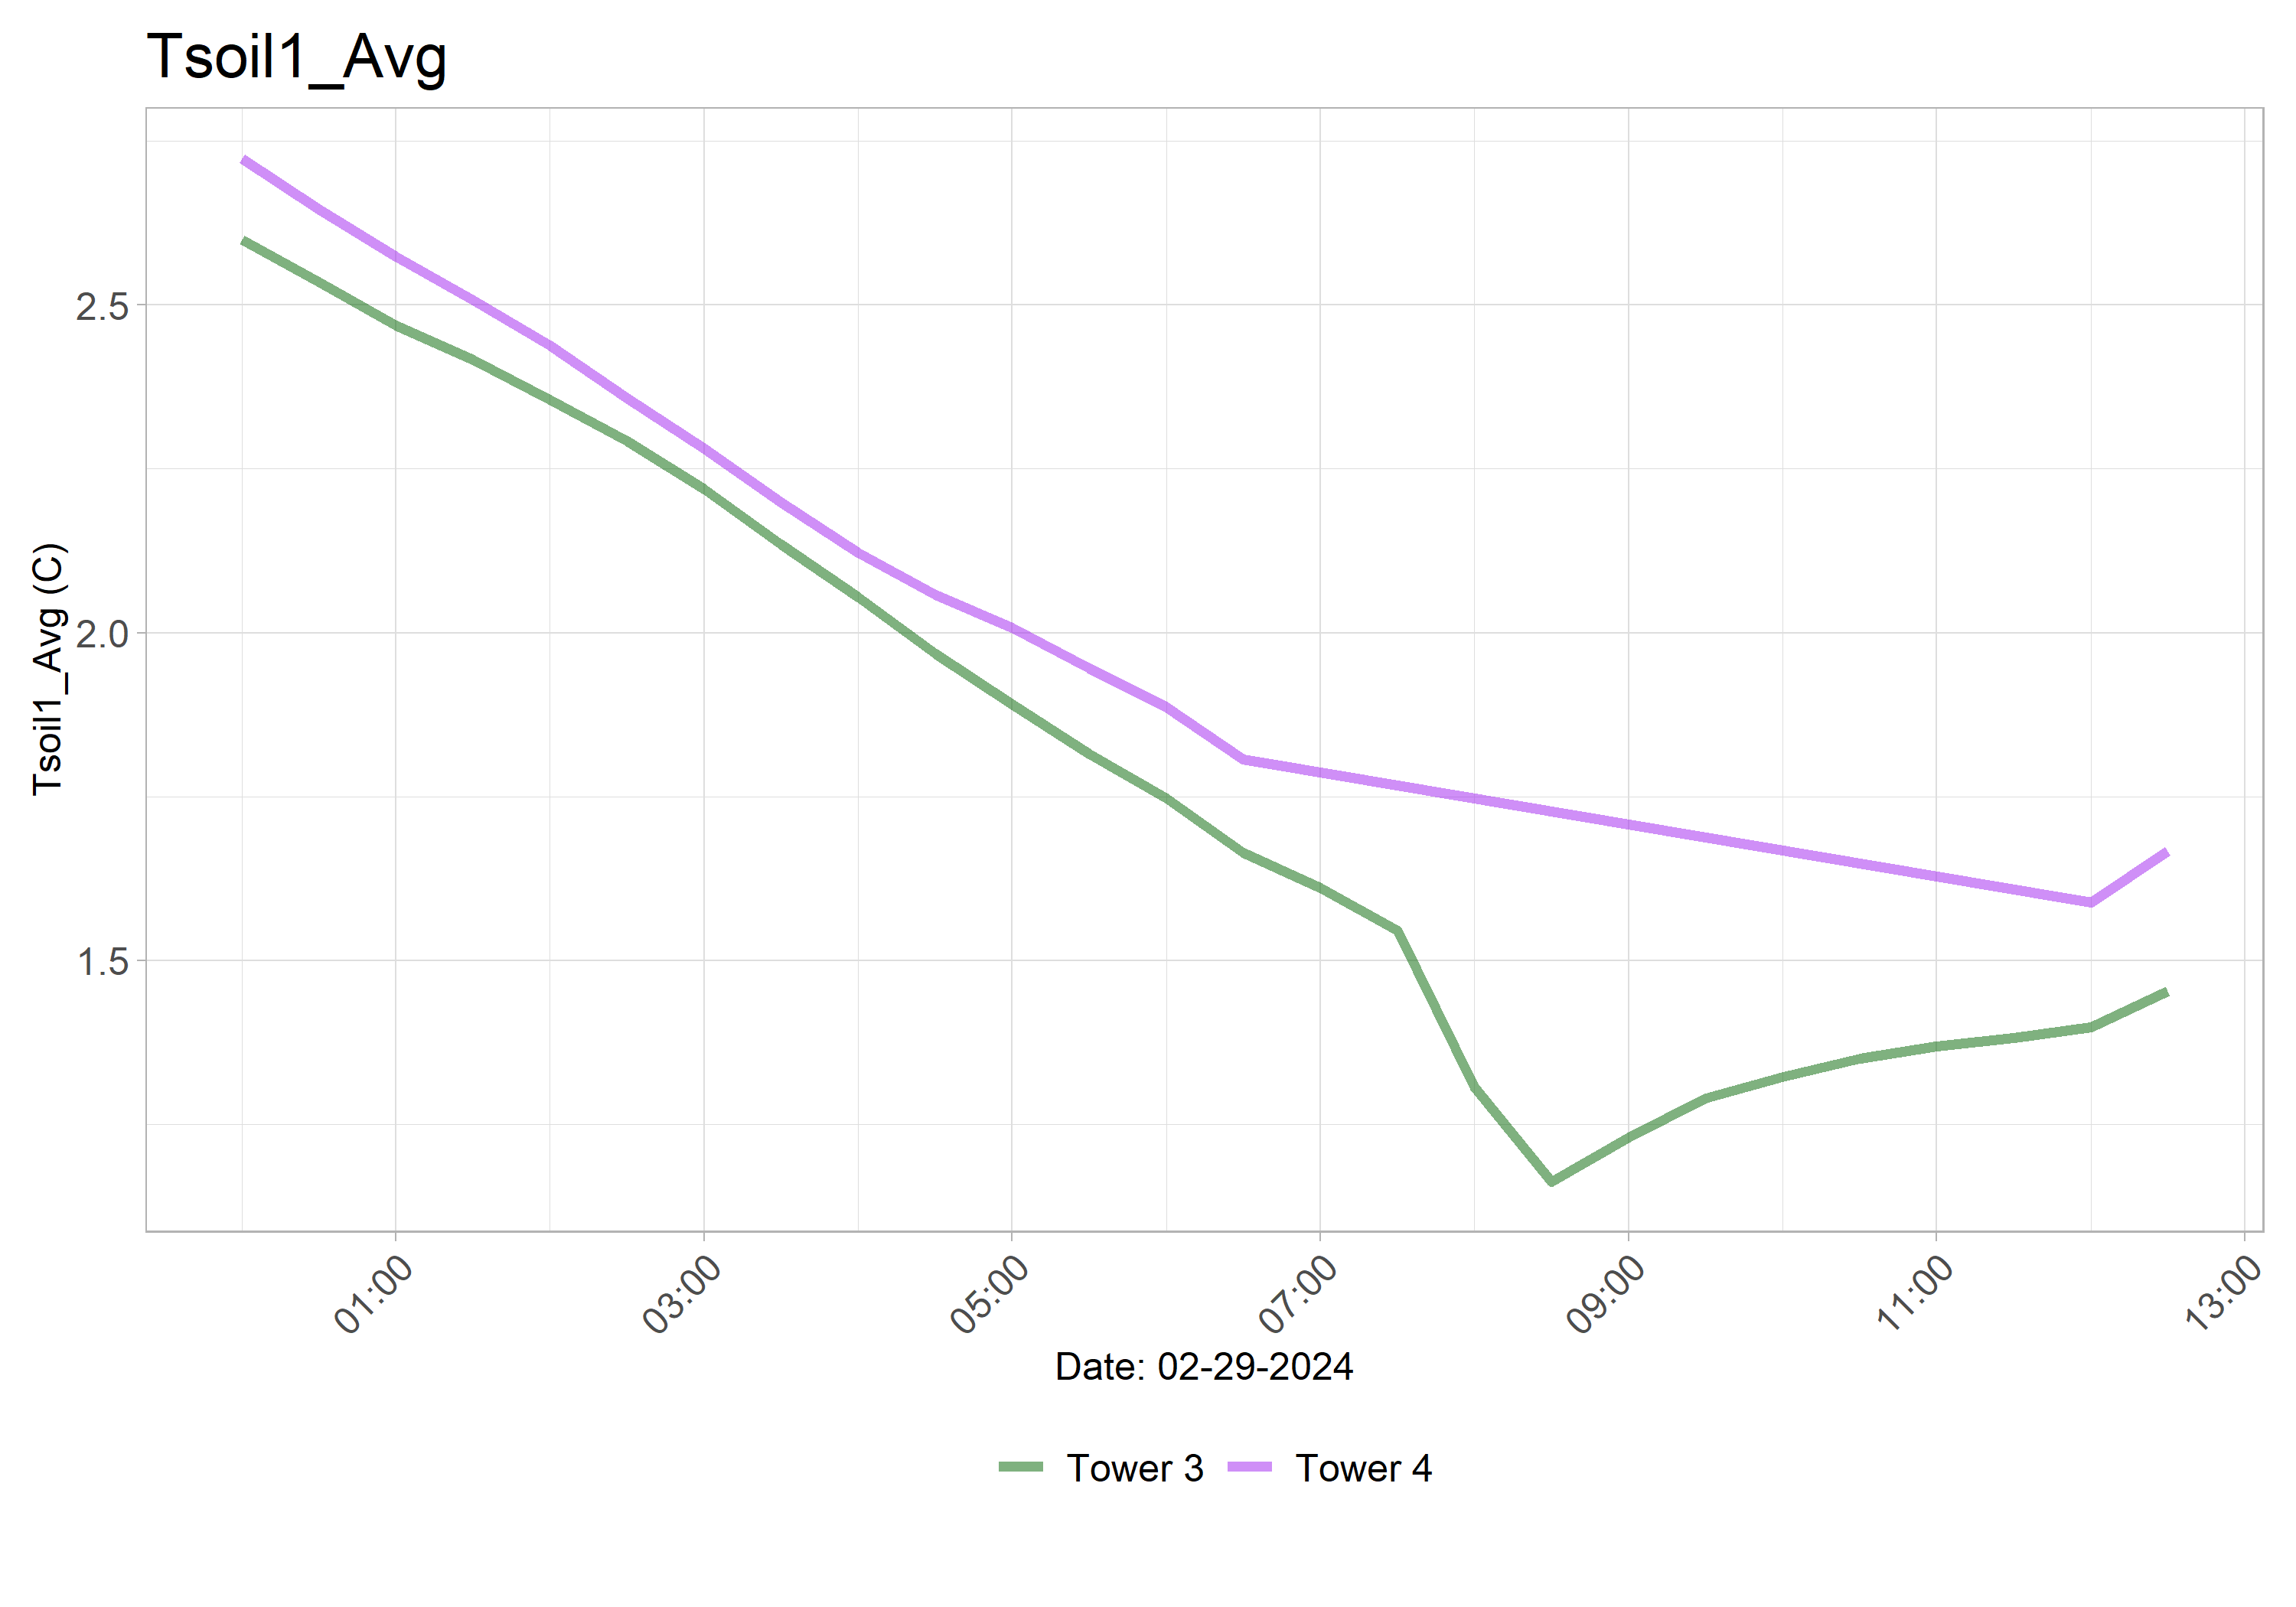 Tsoil1_Avg
Tsoil1_Avg (C)
2.5
2.0
1.5
01:00 03:00 05:00 07:00 09:00 11:00 13:00
Date: 02-29-2024
Tower 3 Tower 4